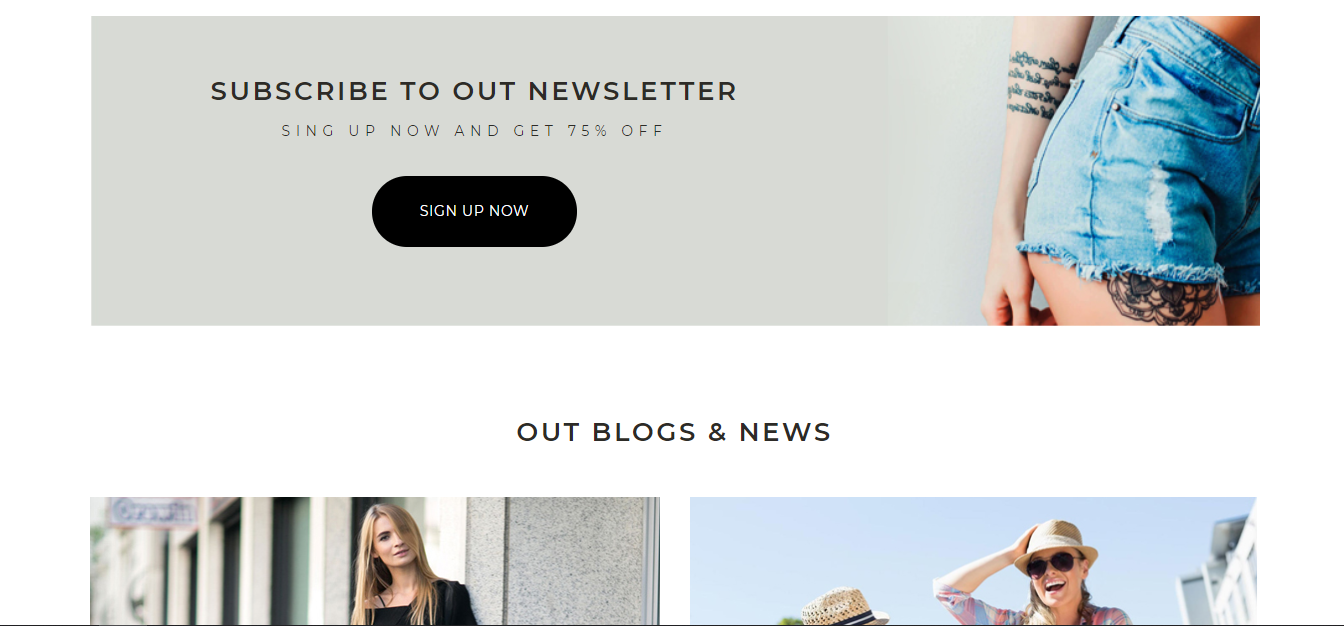 SUBSCRIBE TO OUT NEWSLETTER
SING UP NOW AND GET 75% OFF
SIGN UP NOW
OUT BLOGS & NEWS